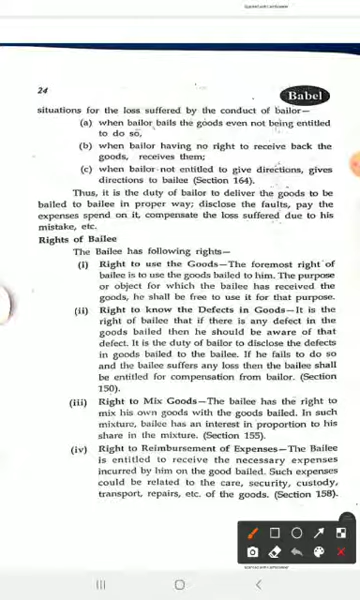 24
Babel
situations for the loss suffered by the conduct of bailor—
(a) when bailor bails the goods even not being entitled
to do so,
(b) when bailor having no right to receive back the
goods, receives them;
(c) when bailor not entitled to give directions, gives
directions to bailee (Section 164).
Thus, it is the duty of bailor to deliver the goods to be
bailed to bailee in proper way; disclose the faults, pay the
expenses spend on it, compensate the loss suffered due to his
mistake, etc.
Rights of Bailee
The Bailee has following rights—
(i) Right to use the Goods—The foremost right of
bailee is to use the goods bailed to him. The purpose
or object for which the bailee has received the
goods, he shall be free to use it for that purpose.
(ii) Right to know the Defects in Goods—It is the
right of bailee that if there is any defect in the
goods bailed then he should be aware of that
defect. It is the duty of bailor to disclose the defects
in goods bailed to the bailee. If he fails to do so
and the bailee suffers any loss then the bailee shall
be entitled for compensation from bailor. (Section
150).
(iii) Right to Mix Goods—The bailee has the right to
mix his own goods with the goods bailed. In such
mixture, bailee has an interest in proportion to his
share in the mixture. (Section 155).
(iv) Right to Reimbursement of Expenses—The Bailee
is entitled to receive the necessary expenses
incurred by him on the good bailed. Such expenses
could be related to the care, security, custody,
transport, repairs, etc. of the goods. (Section 158).